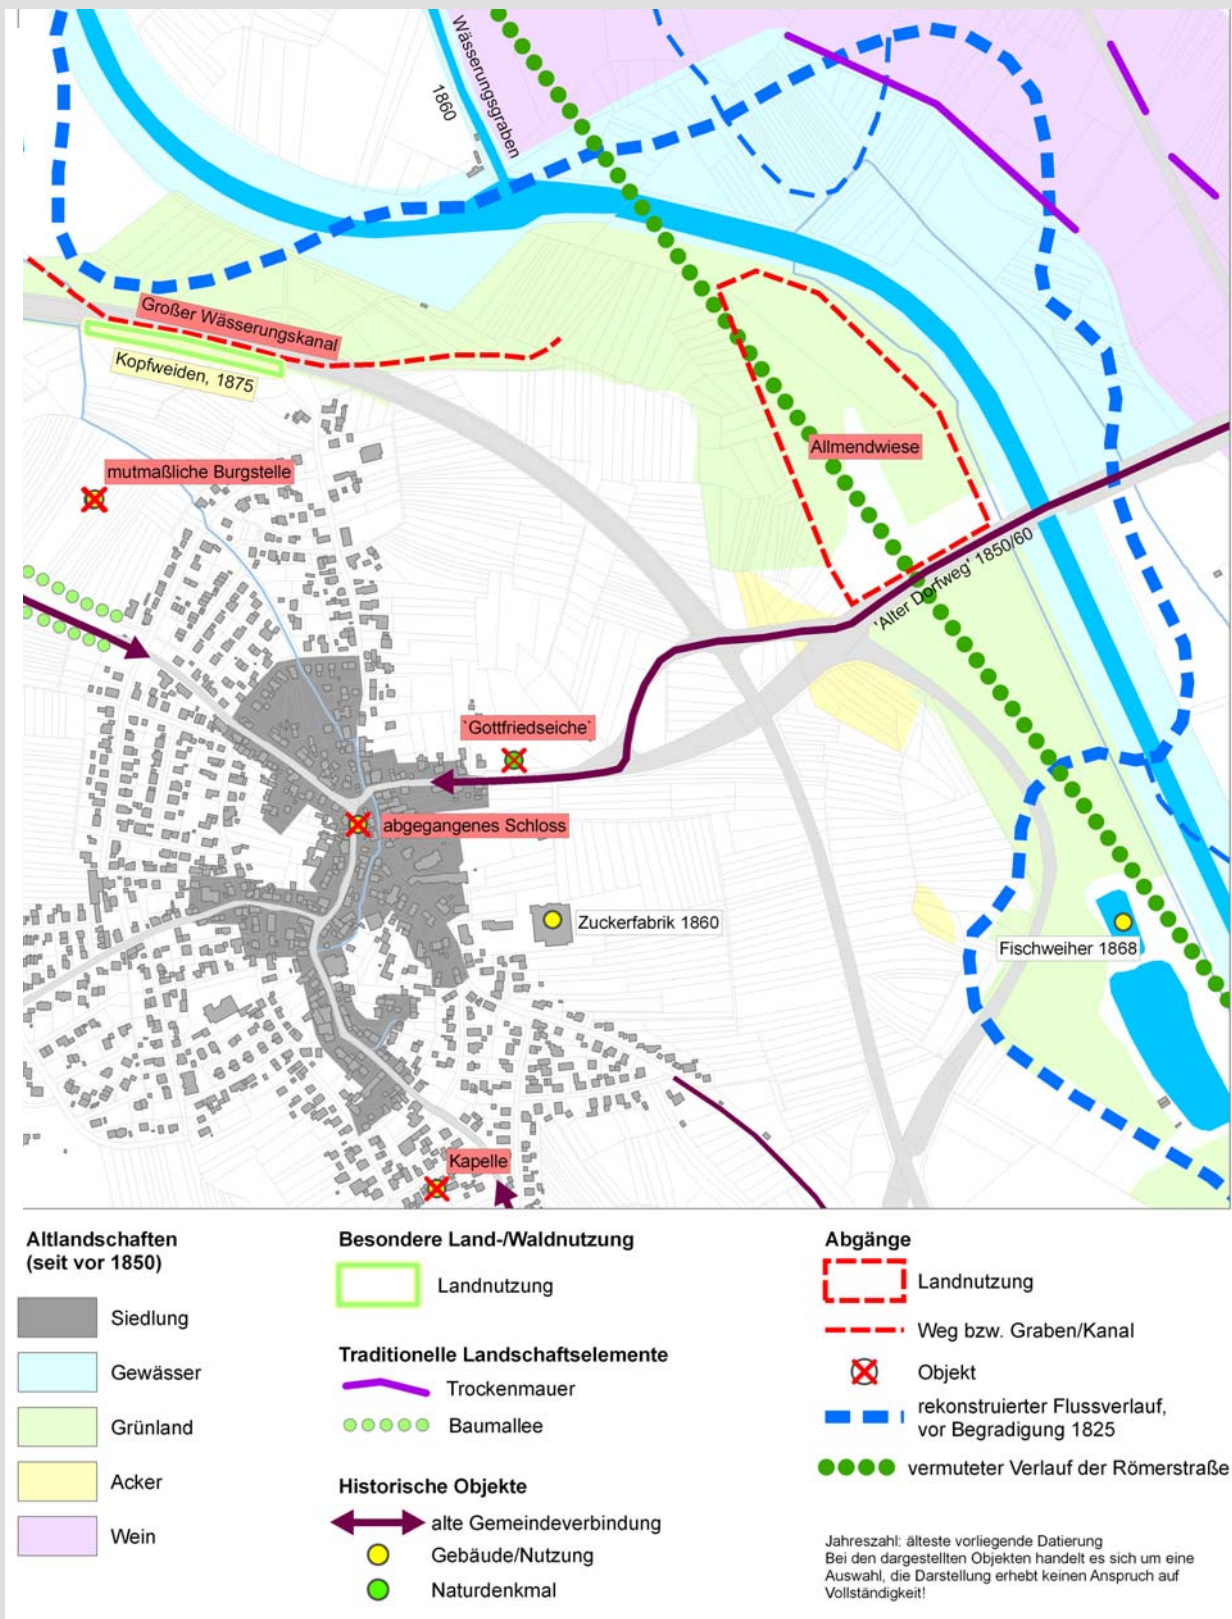 Wässerungsgraben
1860
Großer Wässerungskanal
Kopfweiden, 1875
mutmaßliche Burgstelle
Allmendwiese
'Alter Dorfweg' 1850/60
`Gottfriedseiche`
abgegangenes Schloss
Zuckerfabrik 1860
Fischweiher 1868
Kapelle
Altlandschaften
(seit vor 1850)
Siedlung
Gewässer
Grünland
Acker
Wein
Besondere Land-/Waldnutzung
Landnutzung
Traditionelle Landschaftselemente
Trockenmauer
Baumallee
Historische Objekte
alte Gemeindeverbindung
Gebäude/Nutzung
Naturdenkmal
Abgänge
Landnutzung
Weg bzw. Graben/Kanal
Objekt
rekonstruierter Flussverlauf,
vor Begradigung 1825
vermuteter Verlauf der Römerstraße
Jahreszahl: älteste vorliegende Datierung
Bei den dargestellten Objekten handelt es sich um eine
Auswahl, die Darstellung erhebt keinen Anspruch auf
Vollständigkeit!